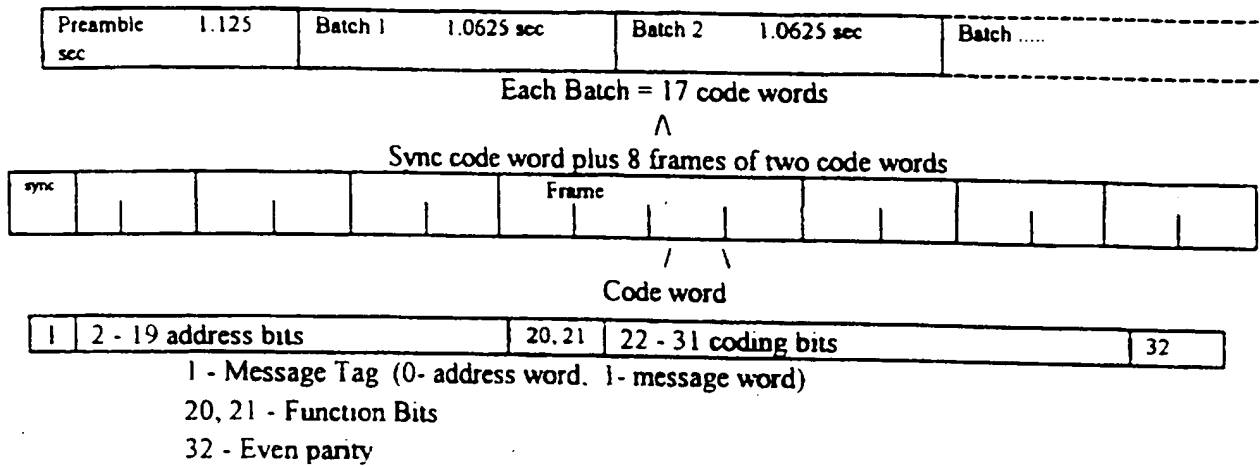 Preamble 1.125 sec Batch 1 1.0625 sec Batch 2 1.0625 sec Batch .....
Each Batch = 17 code words
Sync code word plus 8 frames of two code words
sync Frame
Code word
1 2 - 19 address bits 20, 21 22 - 31 coding bits 32
1 - Message Tag (0- address word. 1- message word)
20, 21 - Function Bits
32 - Even parity